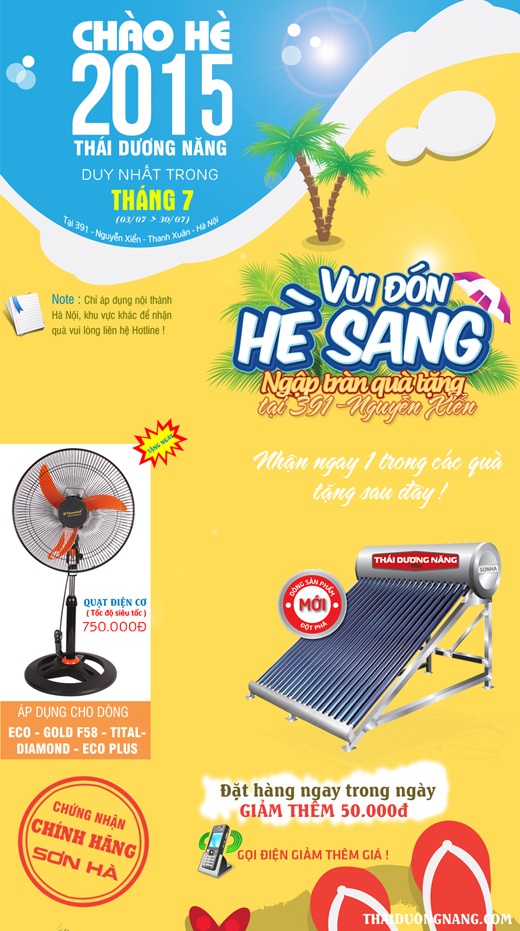 CHÀO HÈ
2015
THÁI DƯƠNG NĂNG
DUY NHẤT TRONG
THÁNG 7
(03/07 > 30/07)
Tại 391 - Nguyễn Xiển - Thanh Xuân - Hà Nội
Note : Chỉ áp dụng nội thành
Hà Nội, khu vực khác để nhận
quà vui lòng liên hệ Hotline !
VUI ĐÓN
HÈ SANG
Ngập tràn quà tặng
tại 391 - Nguyễn Xiển
TẶNG NGAY
Nhận ngay 1 trong các quà
tặng sau đây !
QUẠT ĐIỆN CƠ
( Tốc độ siêu tốc )
750.000Đ
THÁI DƯƠNG NĂNG
SONHA
DÒNG SẢN PHẨM
MỚI
ĐỘT PHÁ
ÁP DỤNG CHO DÒNG
ECO - GOLD F58 - TITAL-
DIAMOND - ECO PLUS
CHỨNG NHẬN
CHÍNH HÃNG
SƠN HÀ
Đặt hàng ngay trong ngày
GIẢM THÊM 50.000đ
GỌI ĐIỆN GIẢM THÊM GIÁ !
THAIDUONGNANG.COM